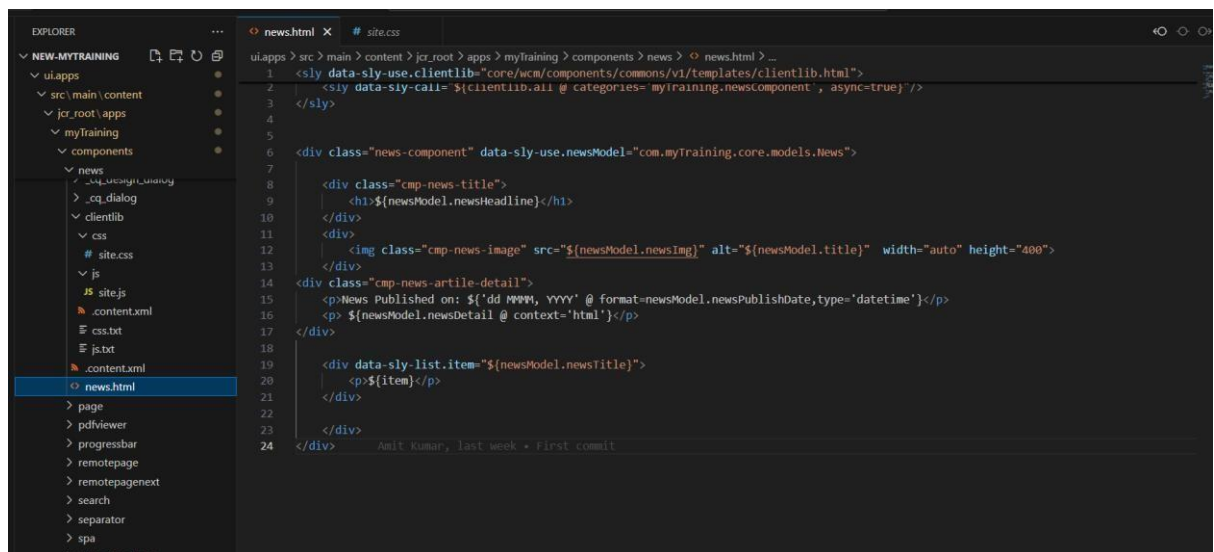 EXPLORER
...
news.html
# site.css
NEW-MYTRAINING
ui.apps > src > main > content > jcr_root > apps > myTraining > components > news > <> news.html > ...
ui.apps
src\main\content
jcr_root\apps
myTraining
components
news
_cq_design_dialog
_cq_dialog
clientlib
css
# site.css
js
JS site.js
.content.xml
css.txt
js.txt
.content.xml
<> news.html
page
pdfviewer
progressbar
remotepage
remotepagenext
search
separator
spa
1 <sly data-sly-use.clientlib="core/wcm/components/commons/v1/templates/clientlib.html">
2 <sly data-sly-call="${clientlib.all @ categories='myTraining.newsComponent', async=true}"/>
3 </sly>
4
5
6 <div class="news-component" data-sly-use.newsModel="com.myTraining.core.models.News">
7
8 <div class="cmp-news-title">
9 <h1>${newsModel.newsHeadline}</h1>
10 </div>
11 <div>
12 <img class="cmp-news-image" src="${newsModel.newsImg}" alt="${newsModel.title}" width="auto" height="400">
13 </div>
14 <div class="cmp-news-artile-detail">
15 <p>News Published on: ${'dd MMMM, YYYY' @ format=newsModel.newsPublishDate,type='datetime'}</p>
16 <p> ${newsModel.newsDetail @ context='html'}</p>
17 </div>
18
19 <div data-sly-list.item="${newsModel.newsTitle}">
20 <p>${item}</p>
21 </div>
22
23 </div>
24 </div> Amit Kumar, last week • First commit